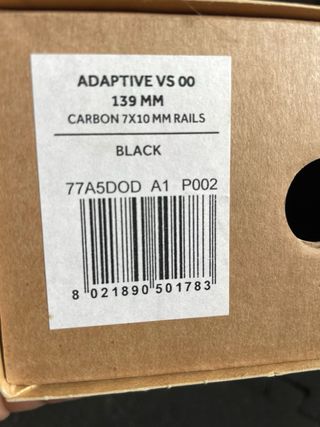 ADAPTIVE VS 00
139 MM
CARBON 7X10 MM RAILS
BLACK
77A5DOD A1 P002
8 021890 501783